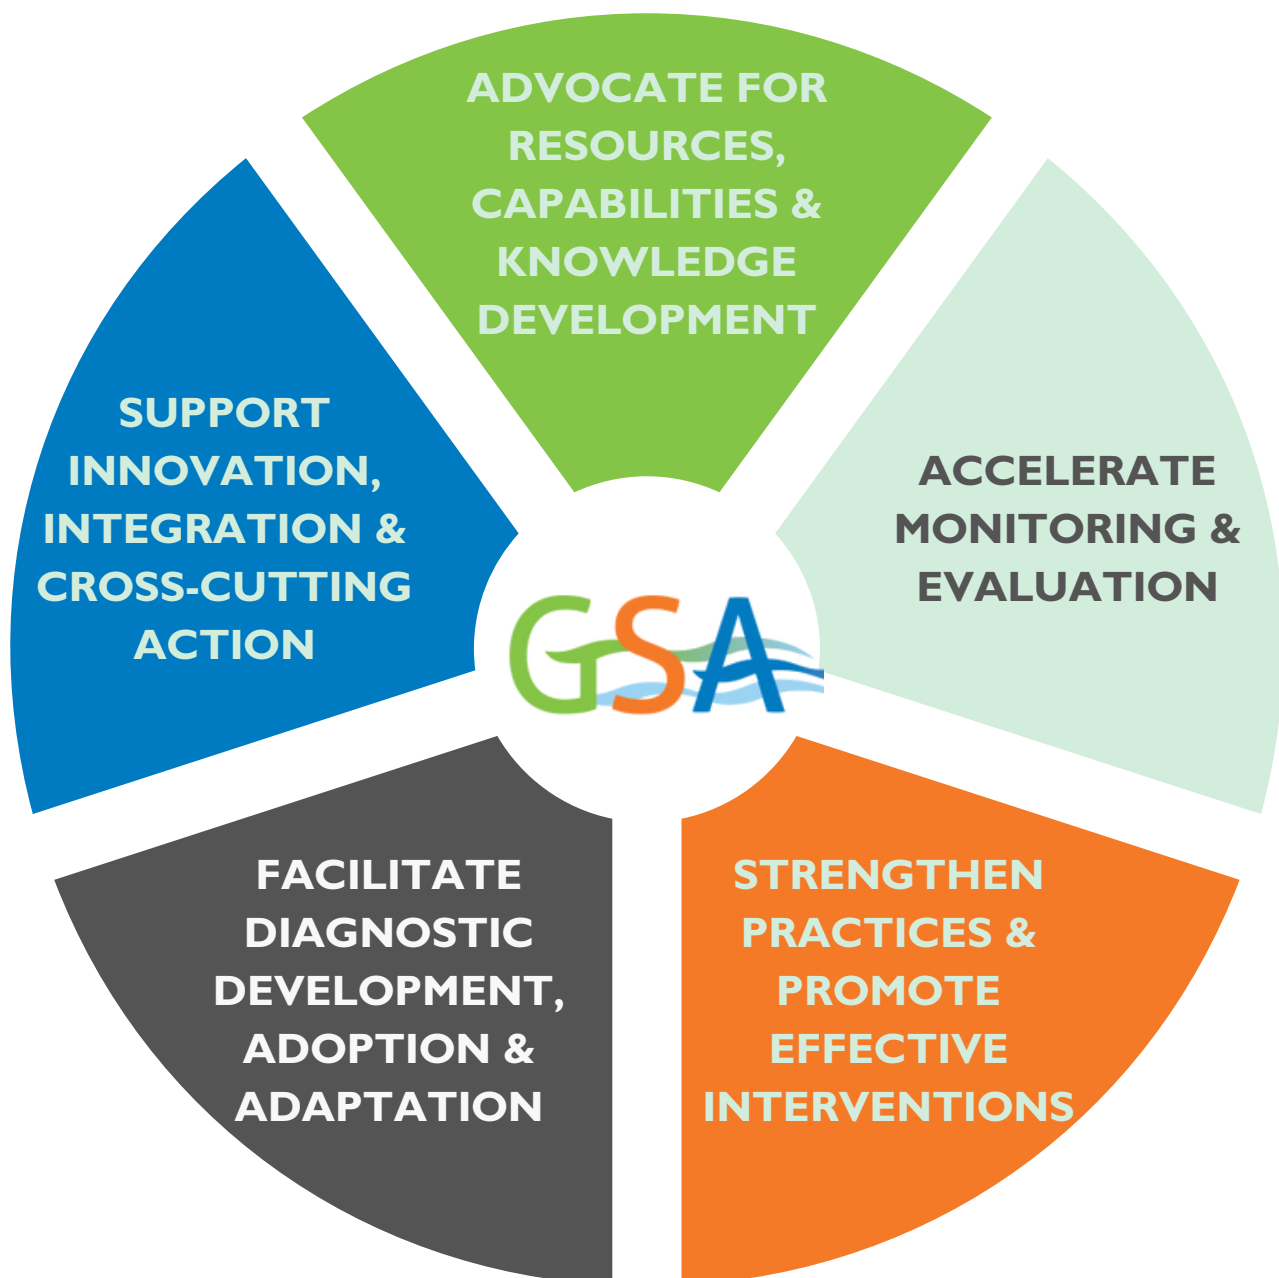 ADVOCATE FOR
RESOURCES,
CAPABILITIES &
KNOWLEDGE
DEVELOPMENT
ACCELERATE
MONITORING &
EVALUATION
STRENGTHEN
PRACTICES &
PROMOTE
EFFECTIVE
INTERVENTIONS
FACILITATE
DIAGNOSTIC
DEVELOPMENT,
ADOPTION &
ADAPTATION
SUPPORT
INNOVATION,
INTEGRATION &
CROSS-CUTTING
ACTION
GSA